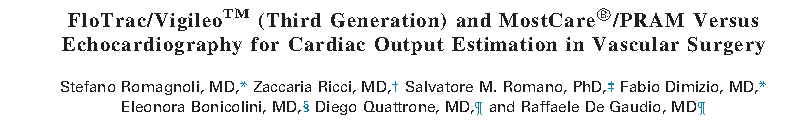 FloTrac/Vigileo™ (Third Generation) and MostCare®/PRAM Versus
Echocardiography for Cardiac Output Estimation in Vascular Surgery
Stefano Romagnoli, MD,* Zaccaria Ricci, MD,† Salvatore M. Romano, PhD,‡ Fabio Dimizio, MD,*
Eleonora Bonicolini, MD,§ Diego Quattrone, MD,¶ and Raffaele De Gaudio, MD¶